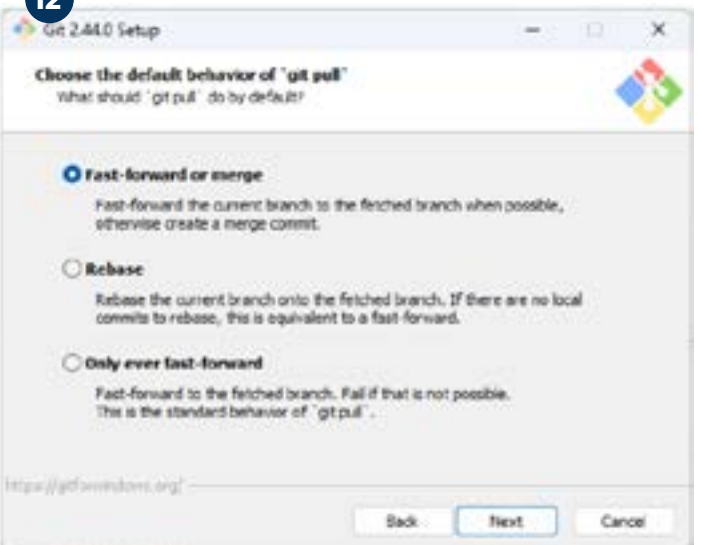 12
Git 2.44.0 Setup
Choose the default behavior of `git pull`
What should `git pull` do by default?
Fast-forward or merge
Fast-forward the current branch to the fetched branch when possible,
otherwise create a merge commit.
Rebase
Rebase the current branch onto the fetched branch. If there are no local
commits to rebase, this is equivalent to a fast-forward.
Only ever fast-forward
Fast-forward to the fetched branch. Fail if that is not possible.
This is the standard behavior of `git pull`.
https://gitforwindows.org/
Back Next Cancel